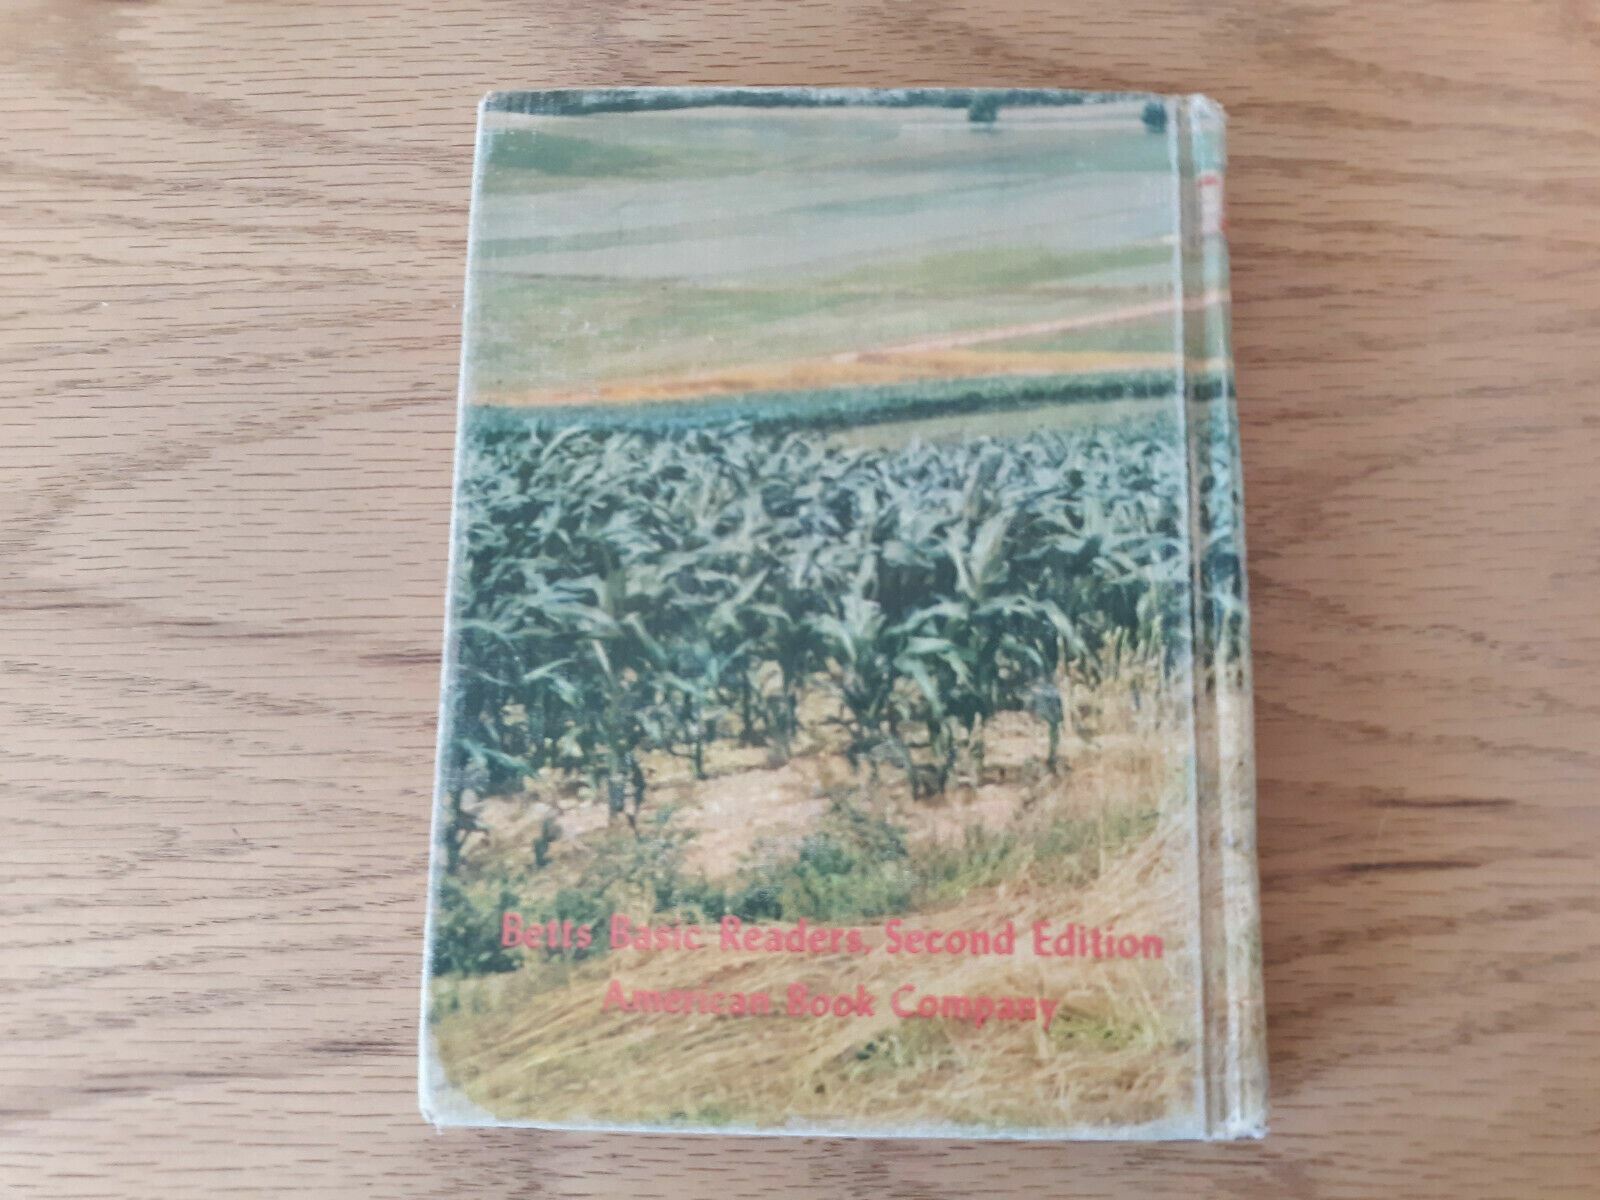 Betts Basic Readers, Second Edition
American Book Company